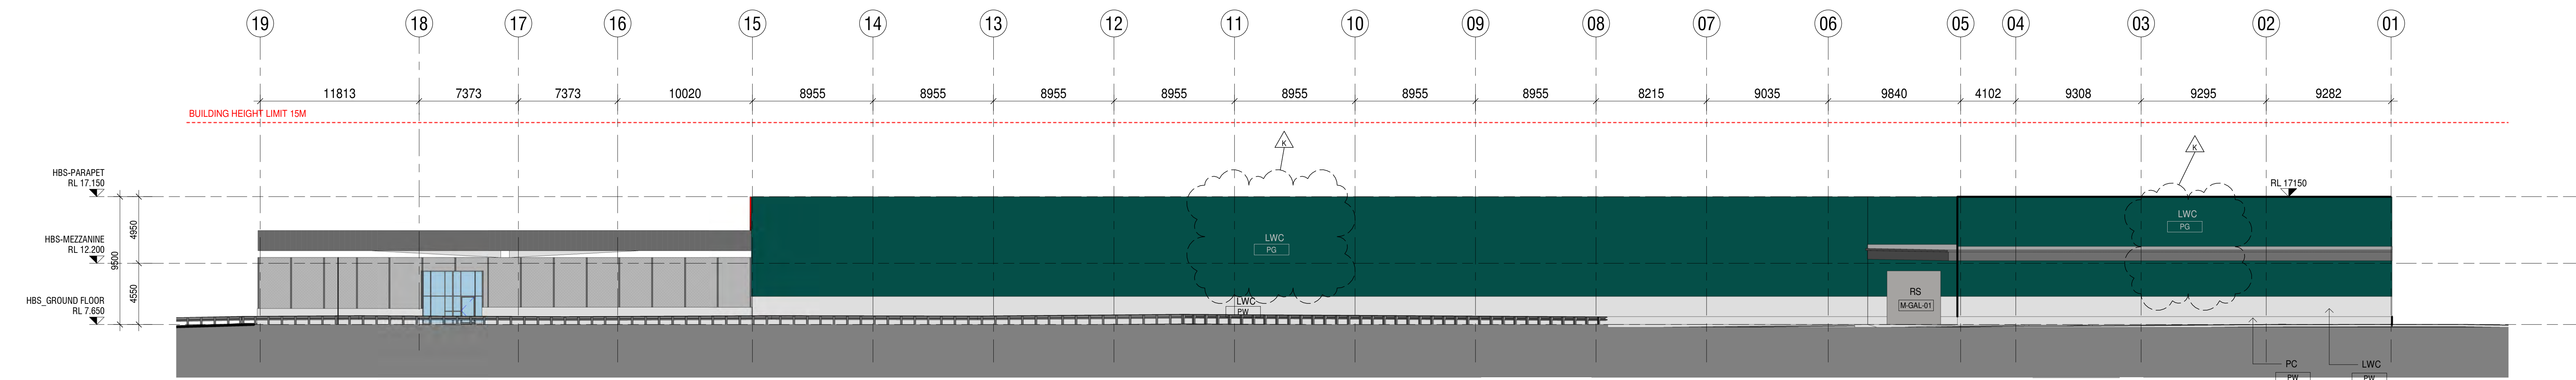 19 18 17 16 15 14 13 12 11 10 09 08 07 06 05 04 03 02 01
11813 7373 7373 10020 8955 8955 8955 8955 8955 8955 8955 8215 9035 9840 4102 9308 9295 9282
BUILDING HEIGHT LIMIT 15M
K
K
HBS-PARAPET
RL 17.150
RL 17150
4950
9500
LWC
PG
LWC
PG
HBS-MEZZANINE
RL 12.200
4550
HBS_GROUND FLOOR
RL 7.650
LWC
PW
RS
M-GAL-01
PC
PW
LWC
PW